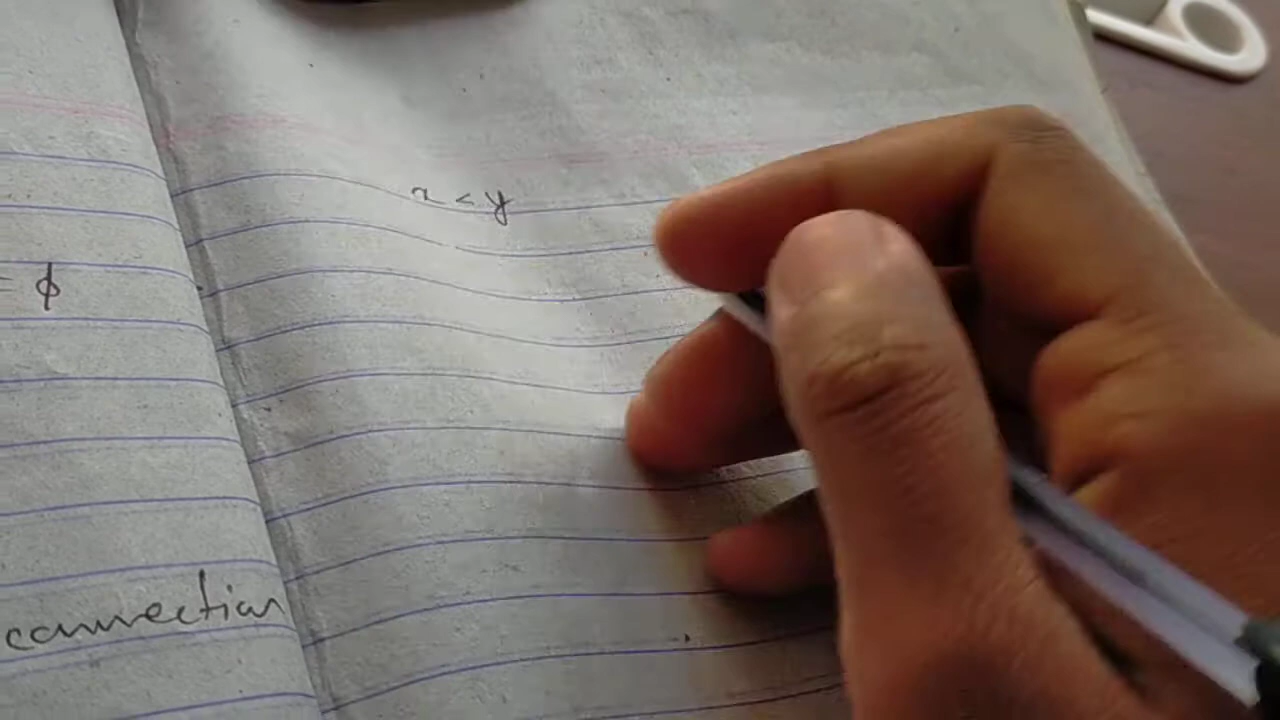 = ϕ
connection
x < y